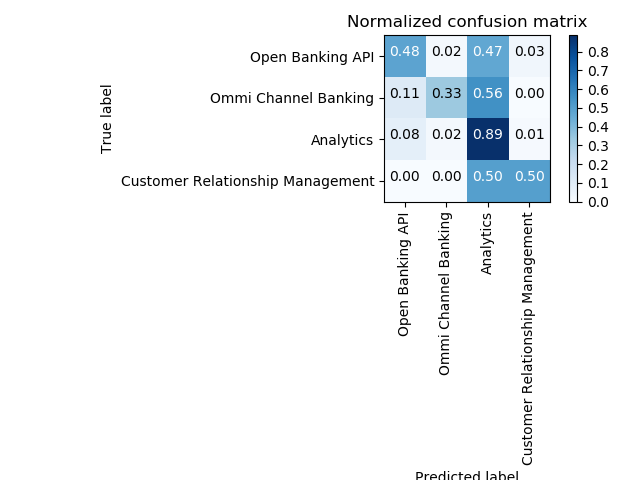 Normalized confusion matrix
True label
Open Banking API 0.48 0.02 0.47 0.03
Ommi Channel Banking 0.11 0.33 0.56 0.00
Analytics 0.08 0.02 0.89 0.01
Customer Relationship Management 0.00 0.00 0.50 0.50
Open Banking API
Ommi Channel Banking
Analytics
Customer Relationship Management
Predicted label
0.8
0.7
0.6
0.5
0.4
0.3
0.2
0.1
0.0